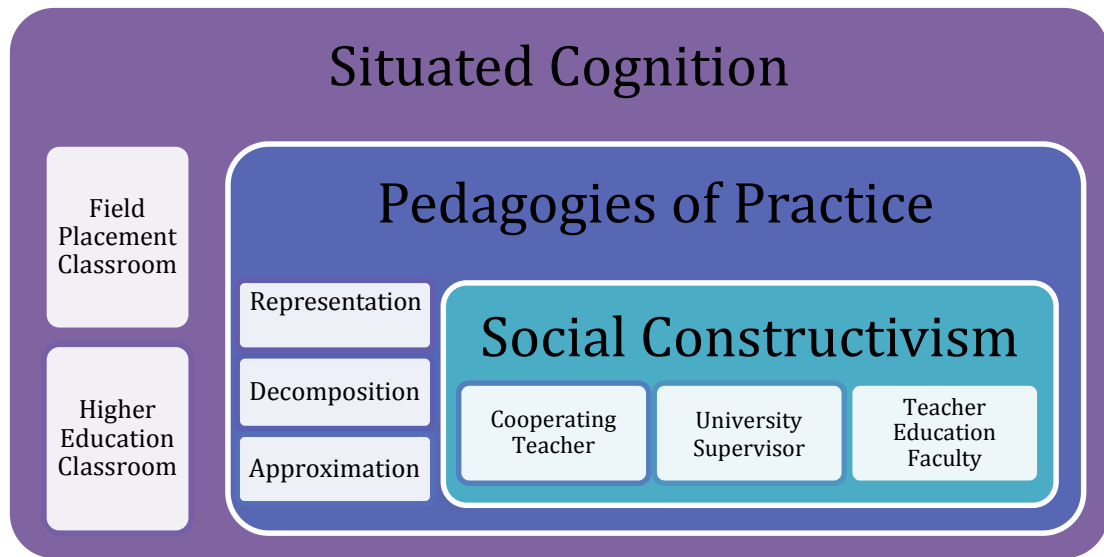 Situated Cognition
Field
Placement
Classroom
Higher
Education
Classroom
Pedagogies of Practice
Representation
Decomposition
Approximation
Social Constructivism
Cooperating
Teacher
University
Supervisor
Teacher
Education
Faculty